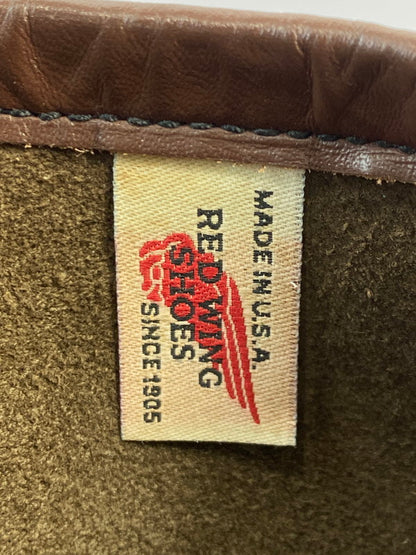 MADE IN U.S.A.
RED WING
SHOES
SINCE 1905